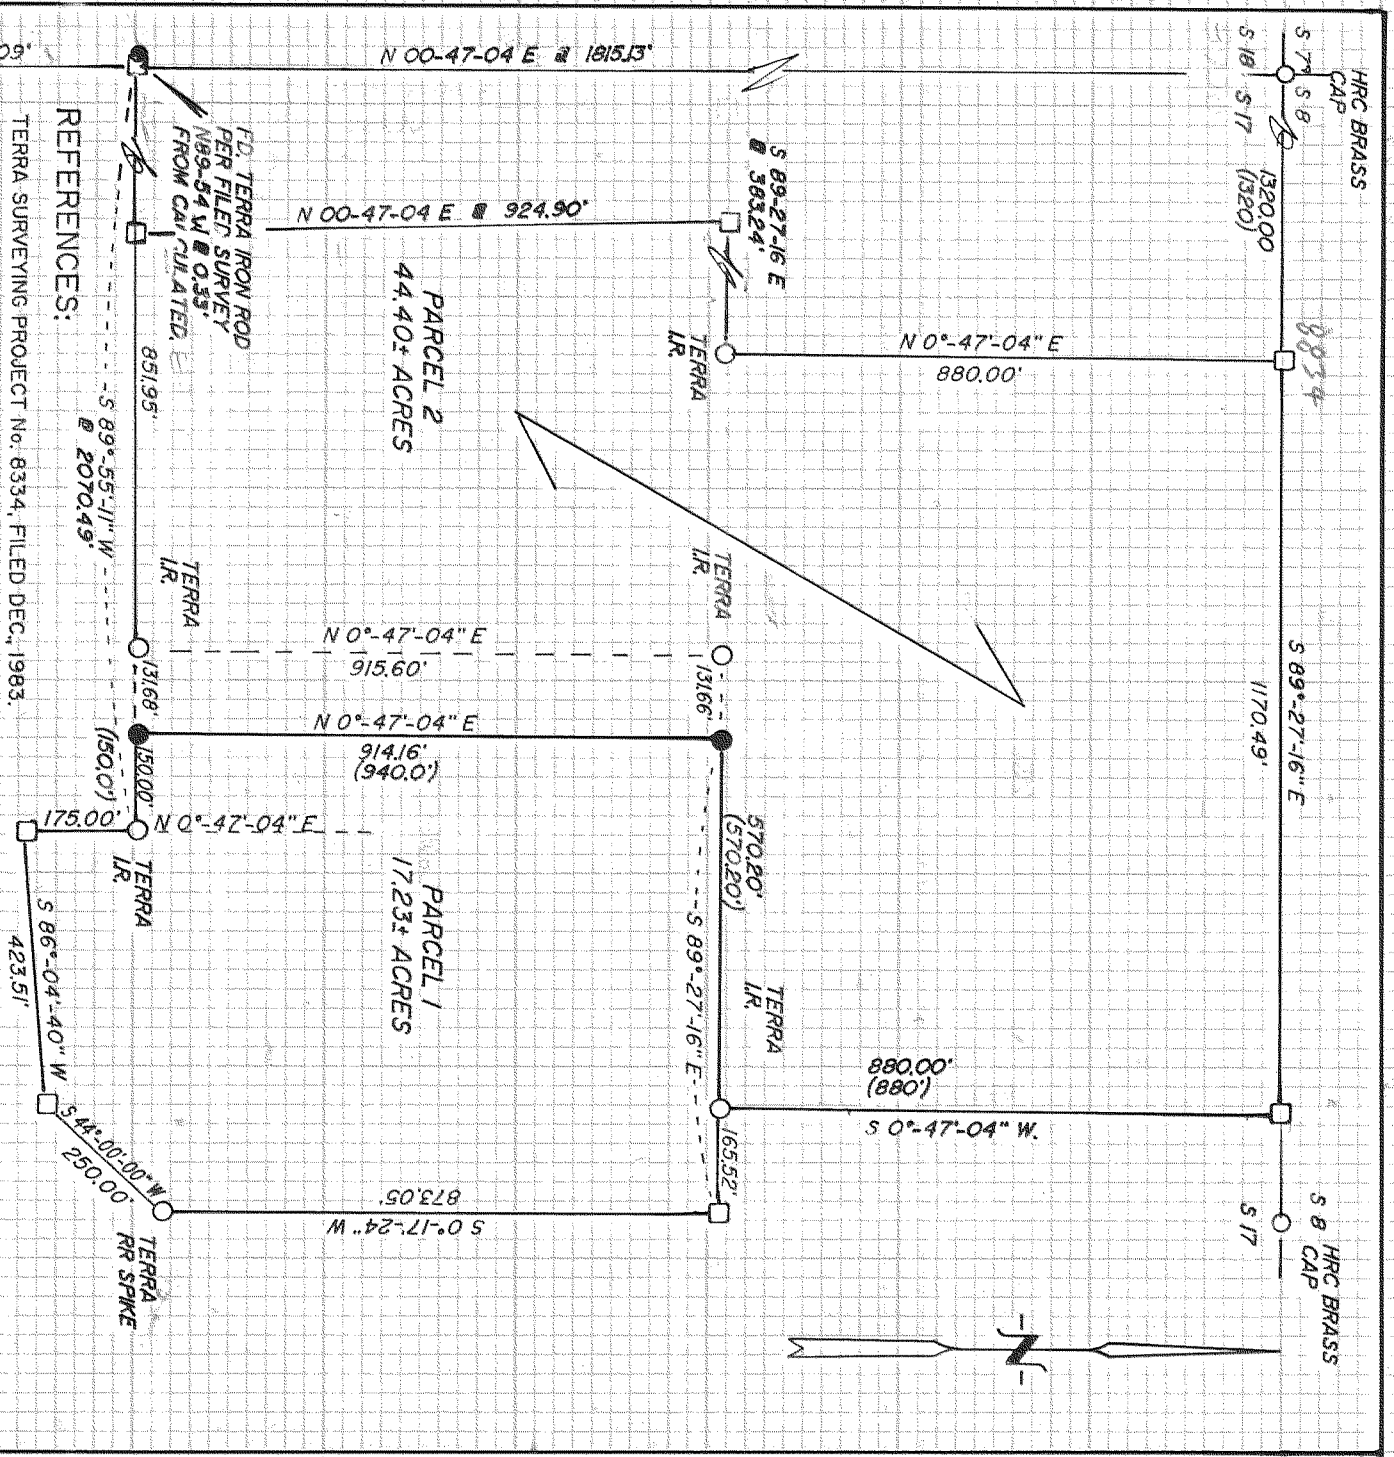 HRC BRASS
CAP
S 7
S 8
S 18
S 17
1320.00
(1320)
8834
S 89°-27'-16" E
1170.49'
S 8
HRC BRASS
CAP
S 17
N 00-47-04 E @ 1815.13'
S 89-27-16 E
@ 383.24'
N 0°-47'-04" E
880.00'
TERRA
I.R.
N 00-47-04 E @ 924.90'
PARCEL 2
44.40± ACRES
FD. TERRA IRON ROD
PER FILED SURVEY
N89-54 W @ 0.33'
FROM CALCULATED.
TERRA
I.R.
131.66'
570.20'
(570.20')
TERRA
I.R.
S 89°-27'-16" E
880.00'
(880')
S 0°-47'-04" W.
165.52'
N 0°-47'-04" E
915.60'
N 0°-47'-04" E
914.16'
(940.0')
PARCEL 1
17.23± ACRES
S 0°-17'-24" W
873.05'
TERRA
I.R.
851.95'
131.68'
150.00'
(150.0')
N 0°-47'-04" E
TERRA
I.R.
175.00'
S 89°-55'-11" W
@ 2070.49'
S 86°-04'-40" W
423.51'
S 44°-00'-00" W
250.00'
TERRA
RR SPIKE
N
09'
REFERENCES:
TERRA SURVEYING PROJECT No. 8334, FILED DEC., 1983.